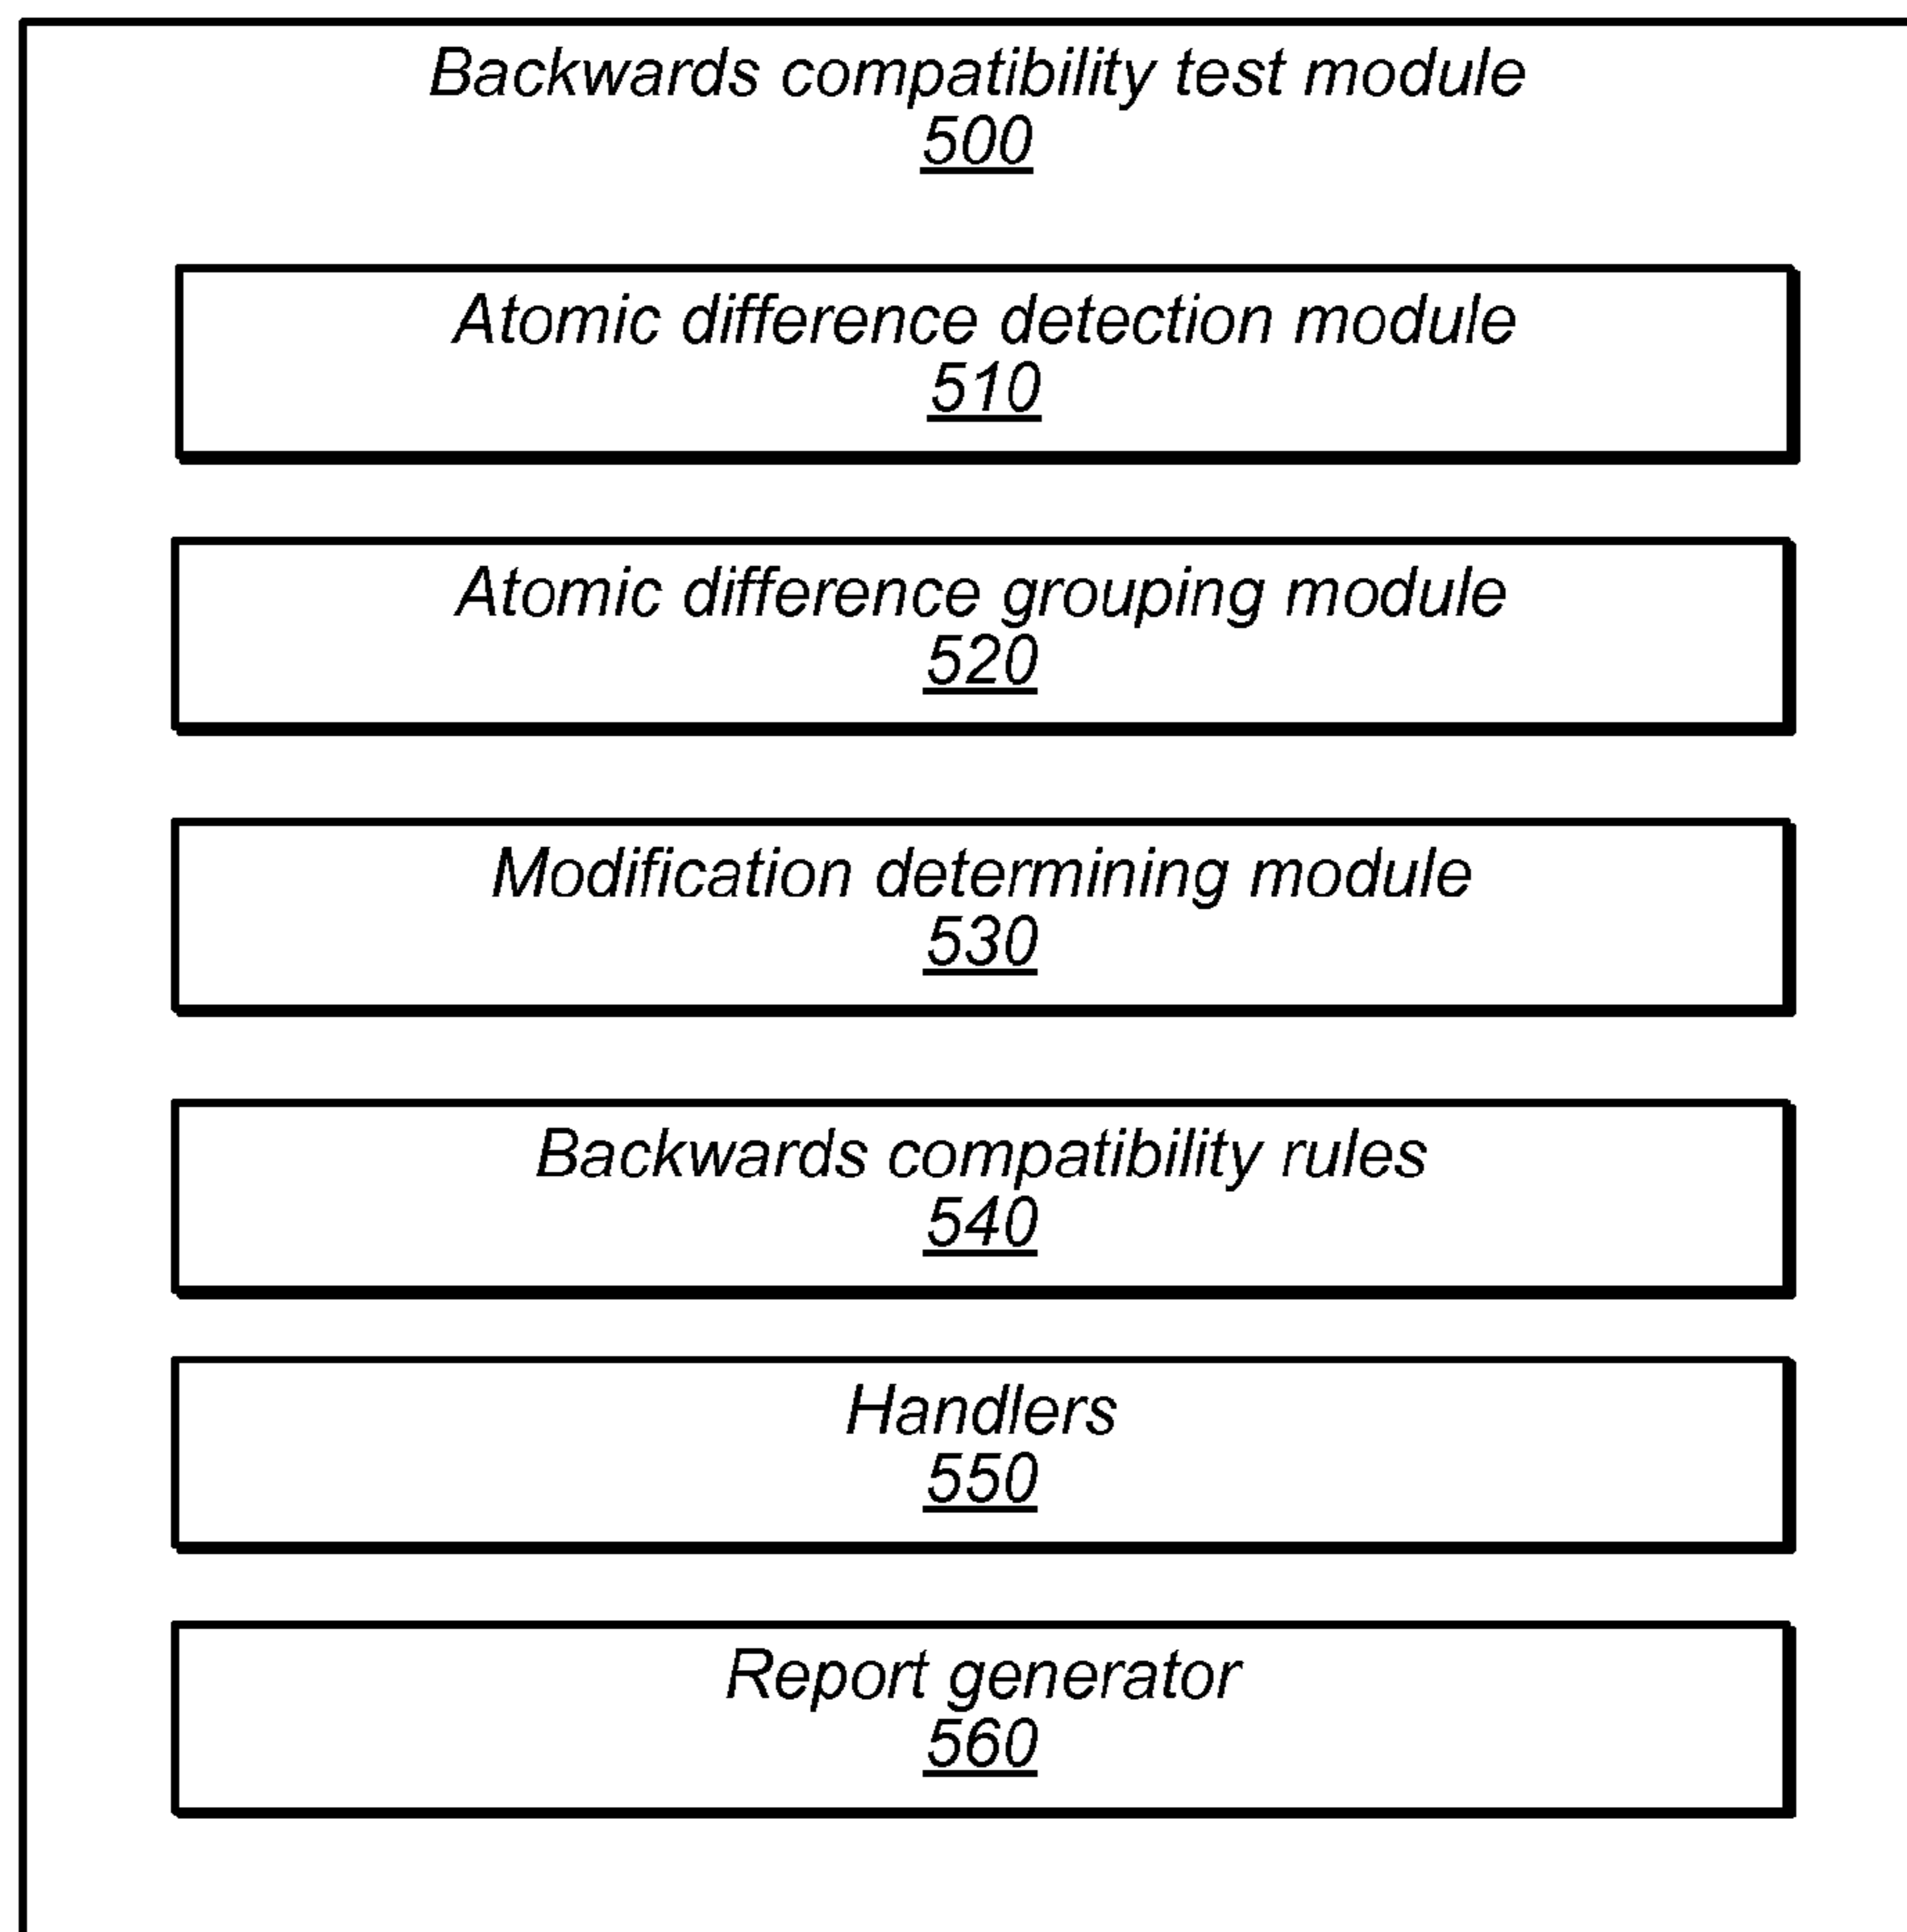 Backwards compatibility test module
500
Atomic difference detection module
510
Atomic difference grouping module
520
Modification determining module
530
Backwards compatibility rules
540
Handlers
550
Report generator
560